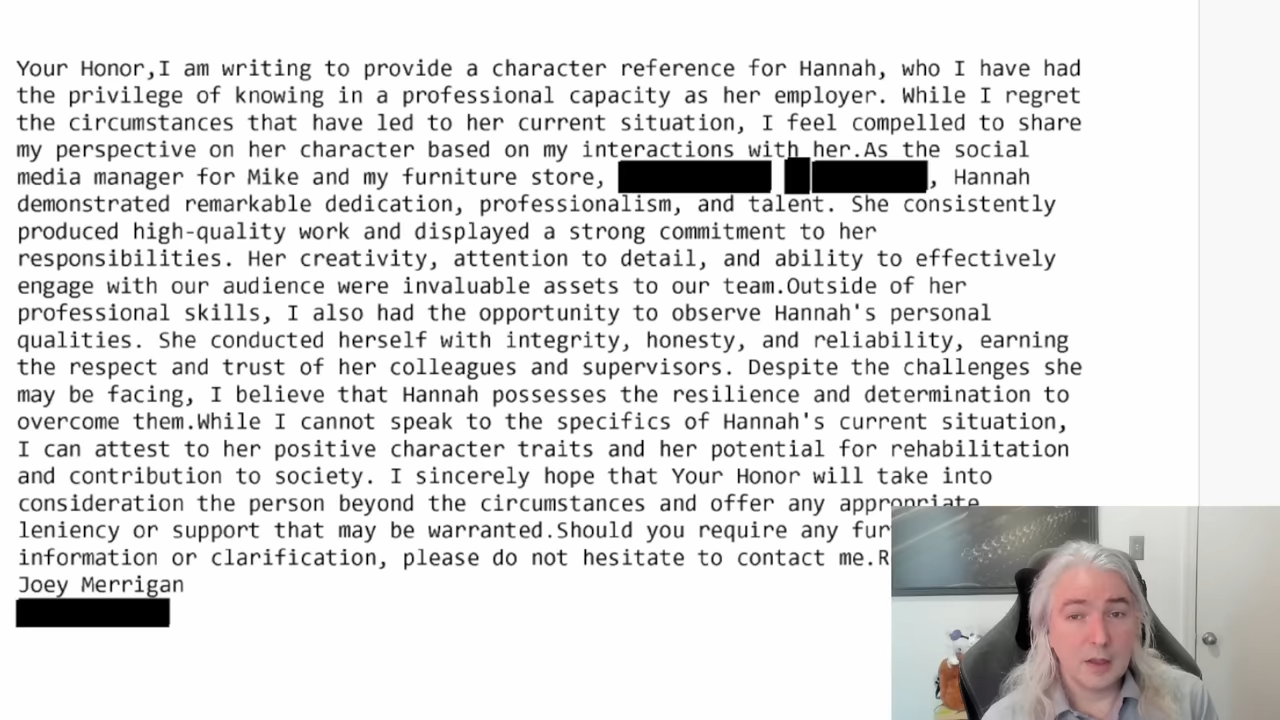 Your Honor,I am writing to provide a character reference for Hannah, who I have had
the privilege of knowing in a professional capacity as her employer. While I regret
the circumstances that have led to her current situation, I feel compelled to share
my perspective on her character based on my interactions with her.As the social
media manager for Mike and my furniture store, , Hannah
demonstrated remarkable dedication, professionalism, and talent. She consistently
produced high-quality work and displayed a strong commitment to her
responsibilities. Her creativity, attention to detail, and ability to effectively
engage with our audience were invaluable assets to our team.Outside of her
professional skills, I also had the opportunity to observe Hannah's personal
qualities. She conducted herself with integrity, honesty, and reliability, earning
the respect and trust of her colleagues and supervisors. Despite the challenges she
may be facing, I believe that Hannah possesses the resilience and determination to
overcome them.While I cannot speak to the specifics of Hannah's current situation,
I can attest to her positive character traits and her potential for rehabilitation
and contribution to society. I sincerely hope that Your Honor will take into
consideration the person beyond the circumstances and offer any appropriate
leniency or support that may be warranted.Should you require any
information or clarification, please do not hesitate to contact me.
Joey Merrigan